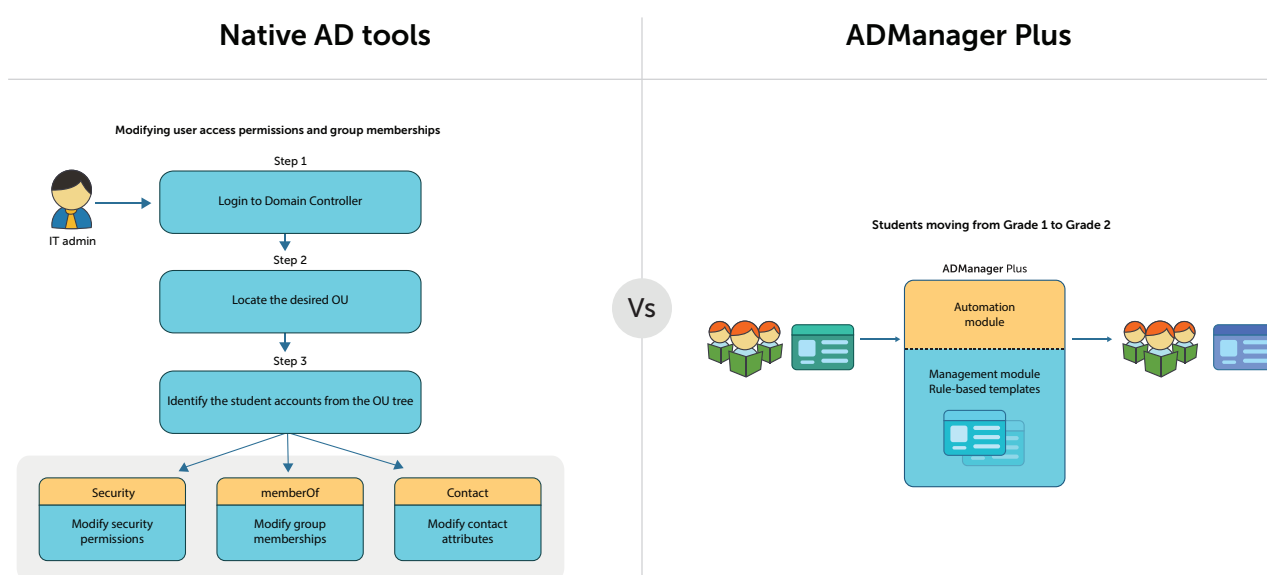 Native AD tools
ADManager Plus
Modifying user access permissions and group memberships
Step 1
Login to Domain Controller
IT admin
Step 2
Locate the desired OU
Step 3
Identify the student accounts from the OU tree
Security
Modify security
permissions
memberOf
Modify group
memberships
Contact
Modify contact
attributes
Vs
Students moving from Grade 1 to Grade 2
ADManager Plus
Automation
module
Management module
Rule-based templates